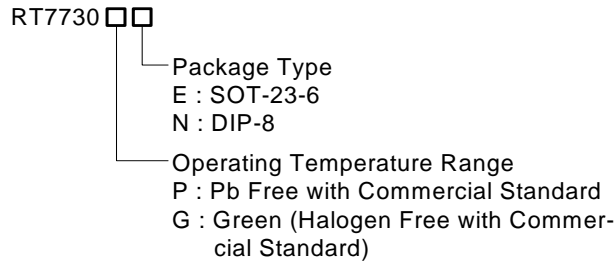 RT7730
Package Type
E : SOT-23-6
N : DIP-8
Operating Temperature Range
P : Pb Free with Commercial Standard
G : Green (Halogen Free with Commer-
cial Standard)